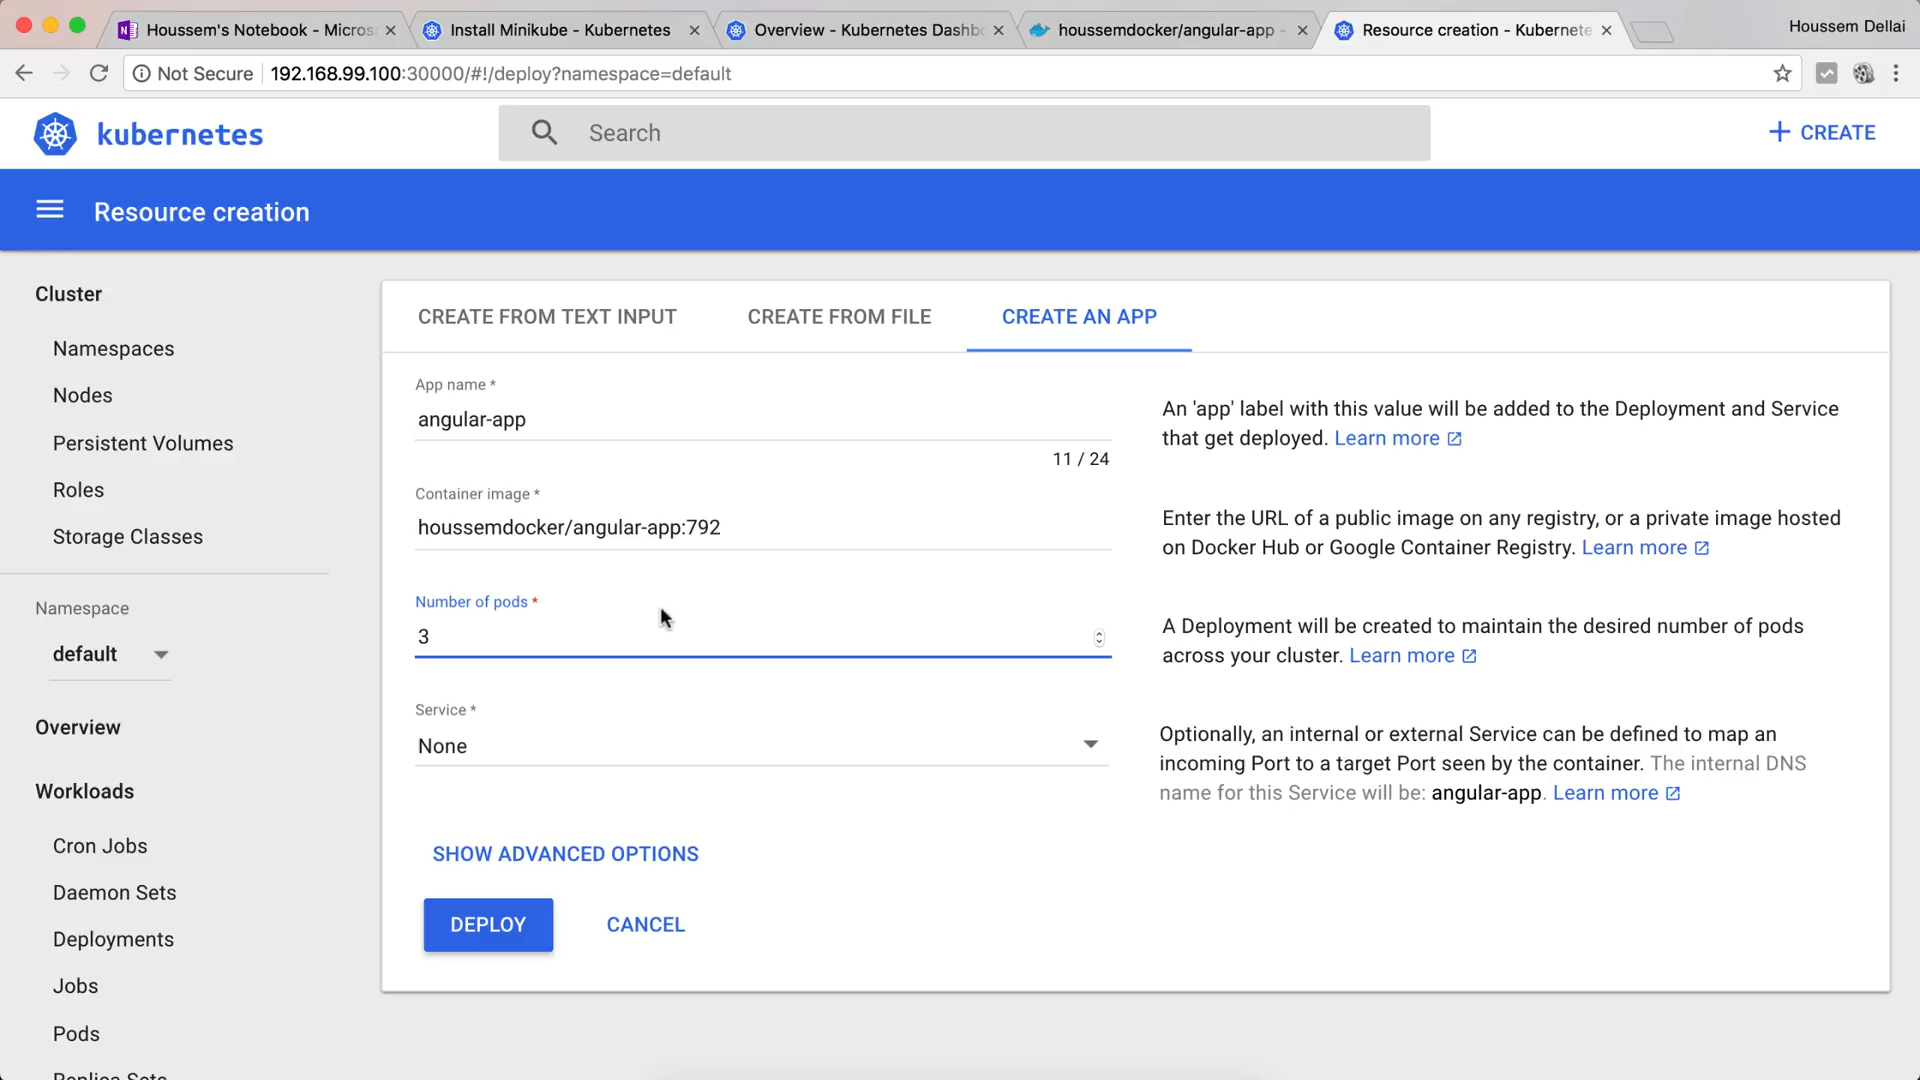 Houssem's Notebook - Micros
Install Minikube - Kubernetes
Overview - Kubernetes Dashb
houssemdocker/angular-app -
Resource creation - Kubernete
Houssem Dellai
Not Secure
192.168.99.100:30000/#!/deploy?namespace=default
kubernetes
Search
CREATE
Resource creation
Cluster
Namespaces
Nodes
Persistent Volumes
Roles
Storage Classes
Namespace
default
Overview
Workloads
Cron Jobs
Daemon Sets
Deployments
Jobs
Pods
Replica Sets
CREATE FROM TEXT INPUT
CREATE FROM FILE
CREATE AN APP
App name *
angular-app
11 / 24
An 'app' label with this value will be added to the Deployment and Service
that get deployed. Learn more
Container image *
houssemdocker/angular-app:792
Enter the URL of a public image on any registry, or a private image hosted
on Docker Hub or Google Container Registry. Learn more
Number of pods *
3
A Deployment will be created to maintain the desired number of pods
across your cluster. Learn more
Service *
None
Optionally, an internal or external Service can be defined to map an
incoming Port to a target Port seen by the container. The internal DNS
name for this Service will be: angular-app. Learn more
SHOW ADVANCED OPTIONS
DEPLOY
CANCEL